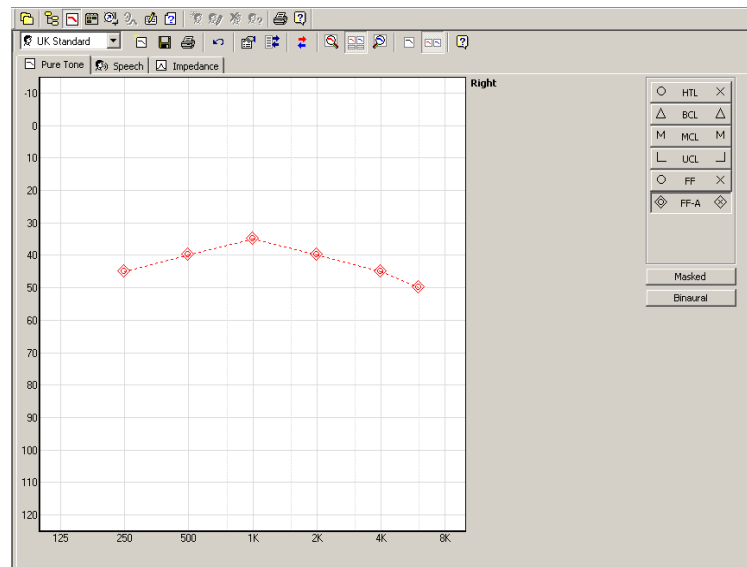 UK Standard
Pure Tone Speech Impedance
Right
-10
0
10
20
30
40
50
60
70
80
90
100
110
120
125 250 500 1K 2K 4K 8K
HTL
BCL
M MCL M
UCL
FF
FF-A
Masked
Binaural